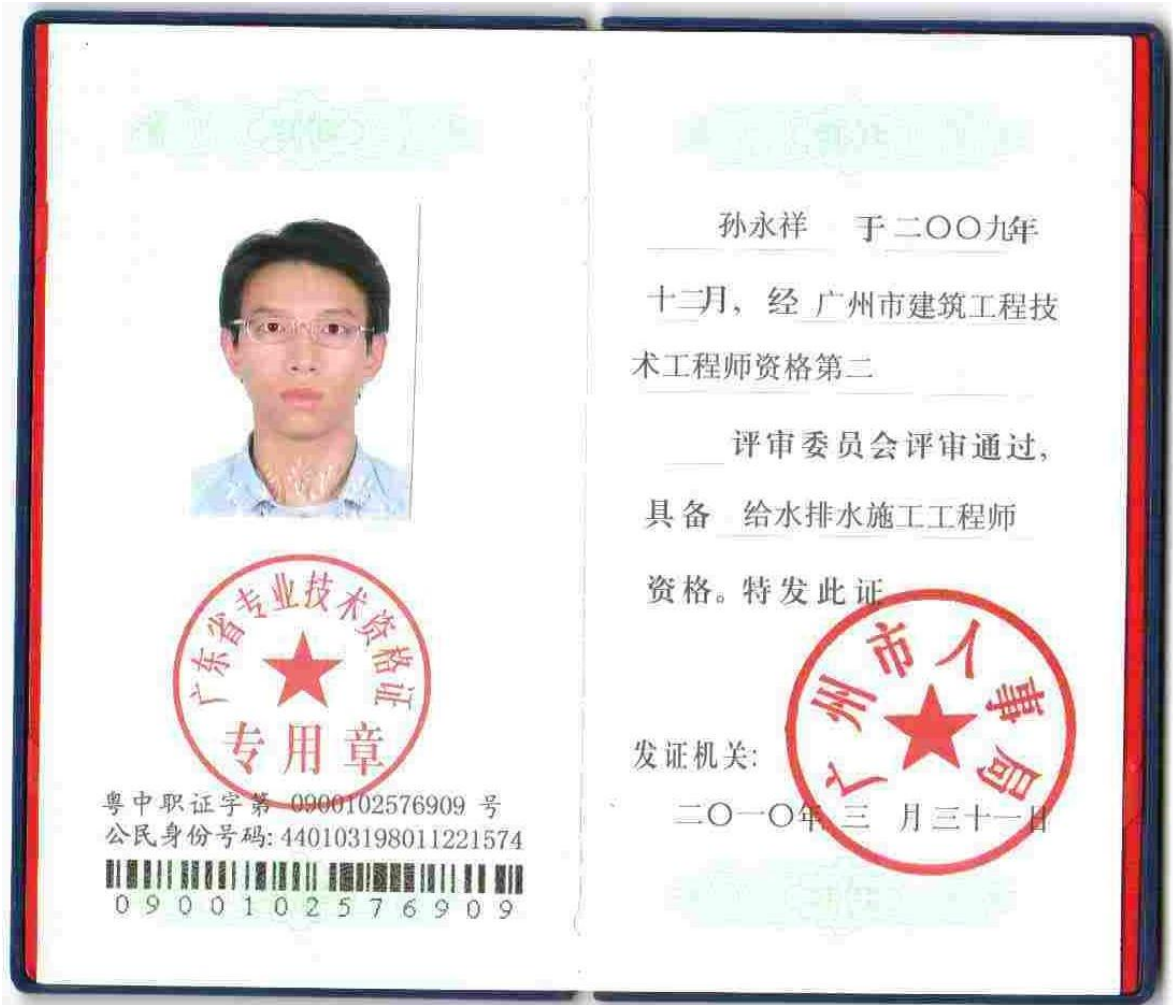 广东省专业技术资格证
专用章
粤中职证字第 0900102576909 号
公民身份号码: 440103198011221574
0900102576909
孙永祥 于二〇〇九年
十二月, 经 广州市建筑工程技
术工程师资格第二
评审委员会评审通过,
具备 给水排水施工工程师
资格。特发此证
广州市人事局
发证机关:
二〇一〇年 三 月三十一日